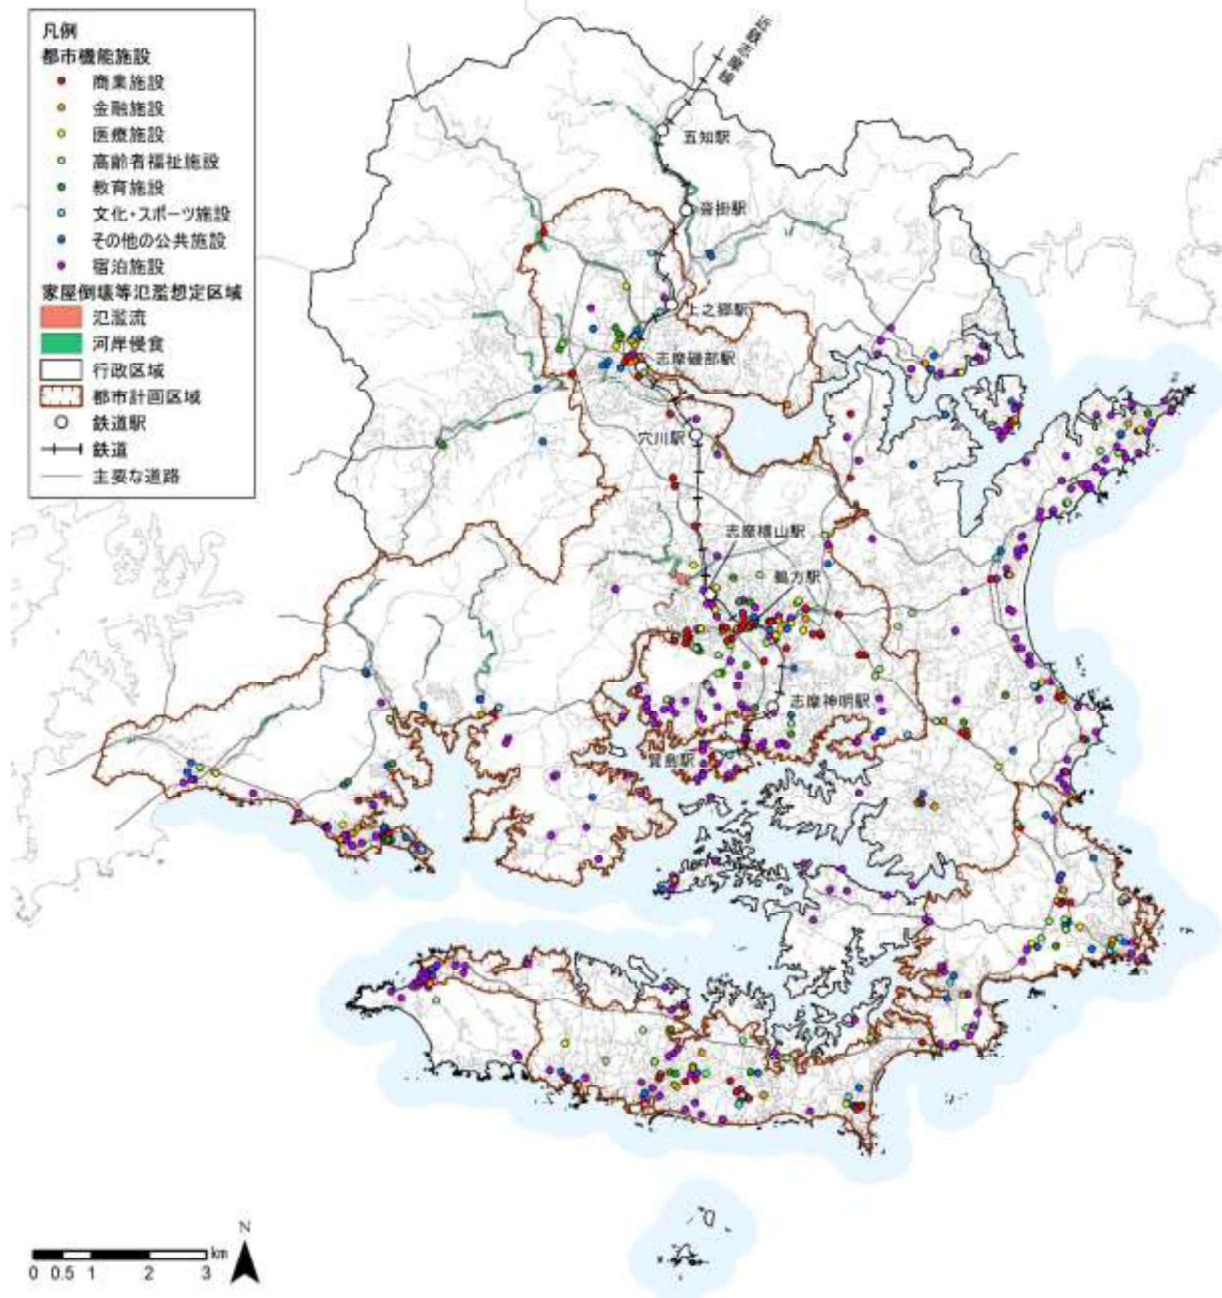 凡例
都市機能施設
商業施設
金融施設
医療施設
高齢者福祉施設
教育施設
文化・スポーツ施設
その他の公共施設
宿泊施設
家屋倒壊等氾濫想定区域
氾濫流
河岸侵食
行政区域
都市計画区域
鉄道駅
鉄道
主要な道路
近鉄志摩線
五知駅
沓掛駅
上之郷駅
志摩磯部駅
穴川駅
志摩横山駅
鵜方駅
志摩神明駅
賢島駅
N
km
0 0.5 1 2 3